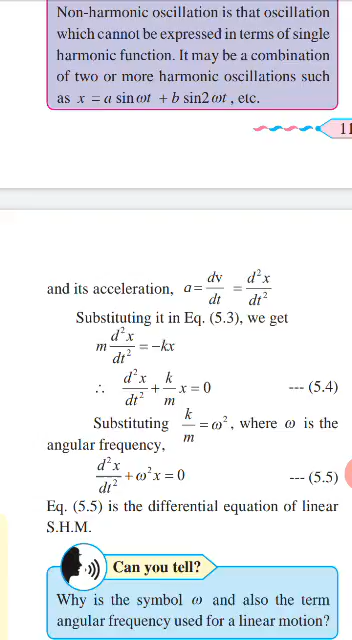 Non-harmonic oscillation is that oscillation
which cannot be expressed in terms of single
harmonic function. It may be a combination
of two or more harmonic oscillations such
as x = a sin ωt + b sin2 ωt , etc.
and its acceleration, a = dv/dt = d²x/dt²
Substituting it in Eq. (5.3), we get
m d²x/dt² = -kx
∴ d²x/dt² + k/m x = 0 --- (5.4)
Substituting k/m = ω², where ω is the
angular frequency,
d²x/dt² + ω²x = 0 --- (5.5)
Eq. (5.5) is the differential equation of linear
S.H.M.
Can you tell?
Why is the symbol ω and also the term
angular frequency used for a linear motion?